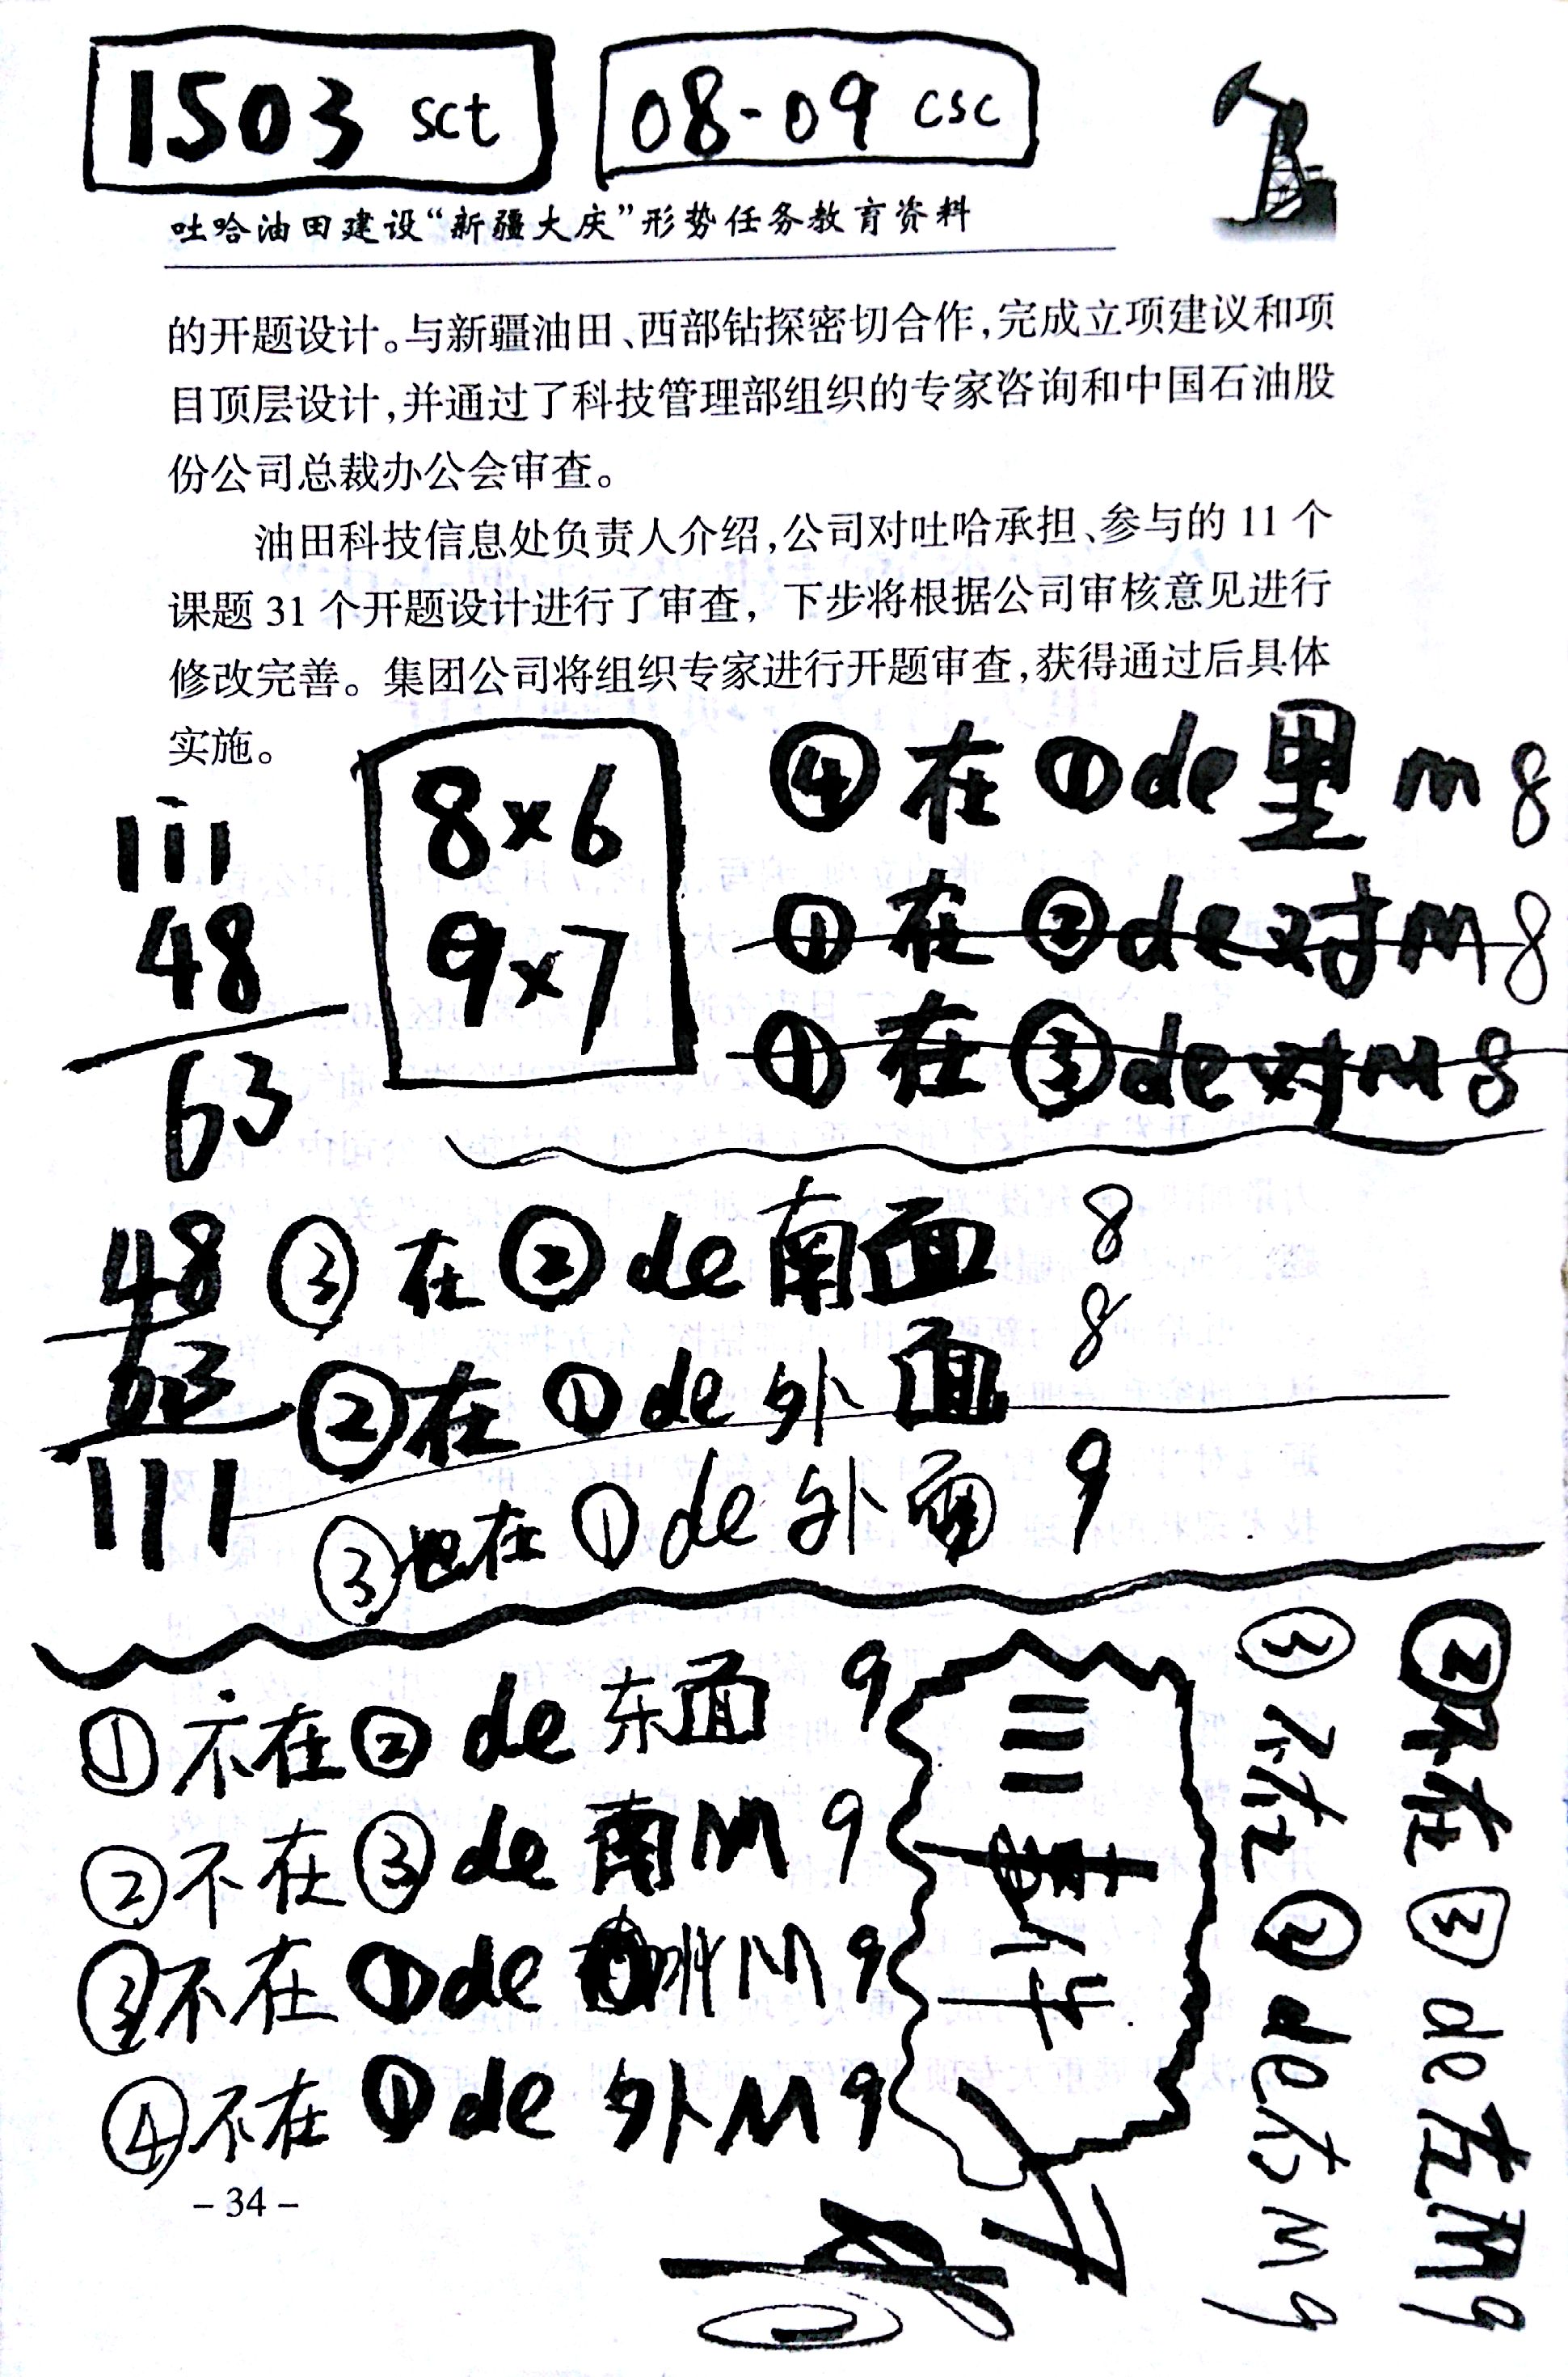 1503 sct
08-09 csc
吐哈油田建设“新疆大庆”形势任务教育资料
的开题设计。与新疆油田、西部钻探密切合作,完成立项建议和项
目顶层设计,并通过了科技管理部组织的专家咨询和中国石油股
份公司总裁办公会审查。
油田科技信息处负责人介绍,公司对吐哈承担、参与的 11 个
课题 31 个开题设计进行了审查，下步将根据公司审核意见进行
修改完善。集团公司将组织专家进行开题审查,获得通过后具体
实施。
8×6
9×7
111
48
63
④在①de里m 8
①在②de对m 8
①在③de对m 8
48
63
111
③在②de南面 8
②在①de外面 8
③也在①de外面 9
①不在②de东面 9
②不在③de南M 9
③不在①de M 9
④不在①de外M 9
③不在②de右M 9
②不在③de左M 9
- 34 -